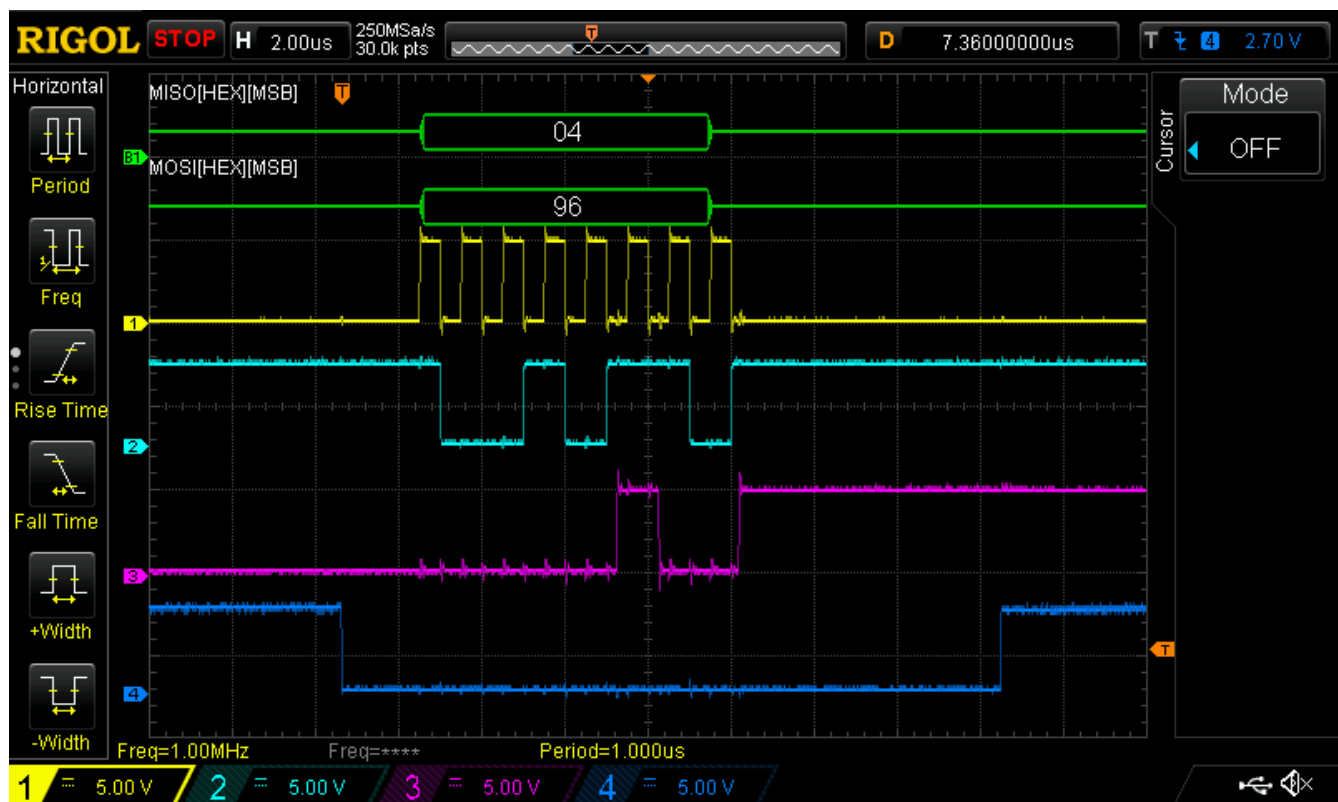 RIGOL STOP H 2.00us 250MSa/s 30.0k pts T D 7.36000000us T 4 2.70 V
Horizontal
Period
Freq
Rise Time
Fall Time
+Width
-Width
MISO[HEX][MSB] T
B1 04
MOSI[HEX][MSB]
96
1
2
3
4
T
Cursor
Mode
OFF
Freq=1.00MHz Freq=**** Period=1.000us
1 5.00 V 2 5.00 V 3 5.00 V 4 5.00 V